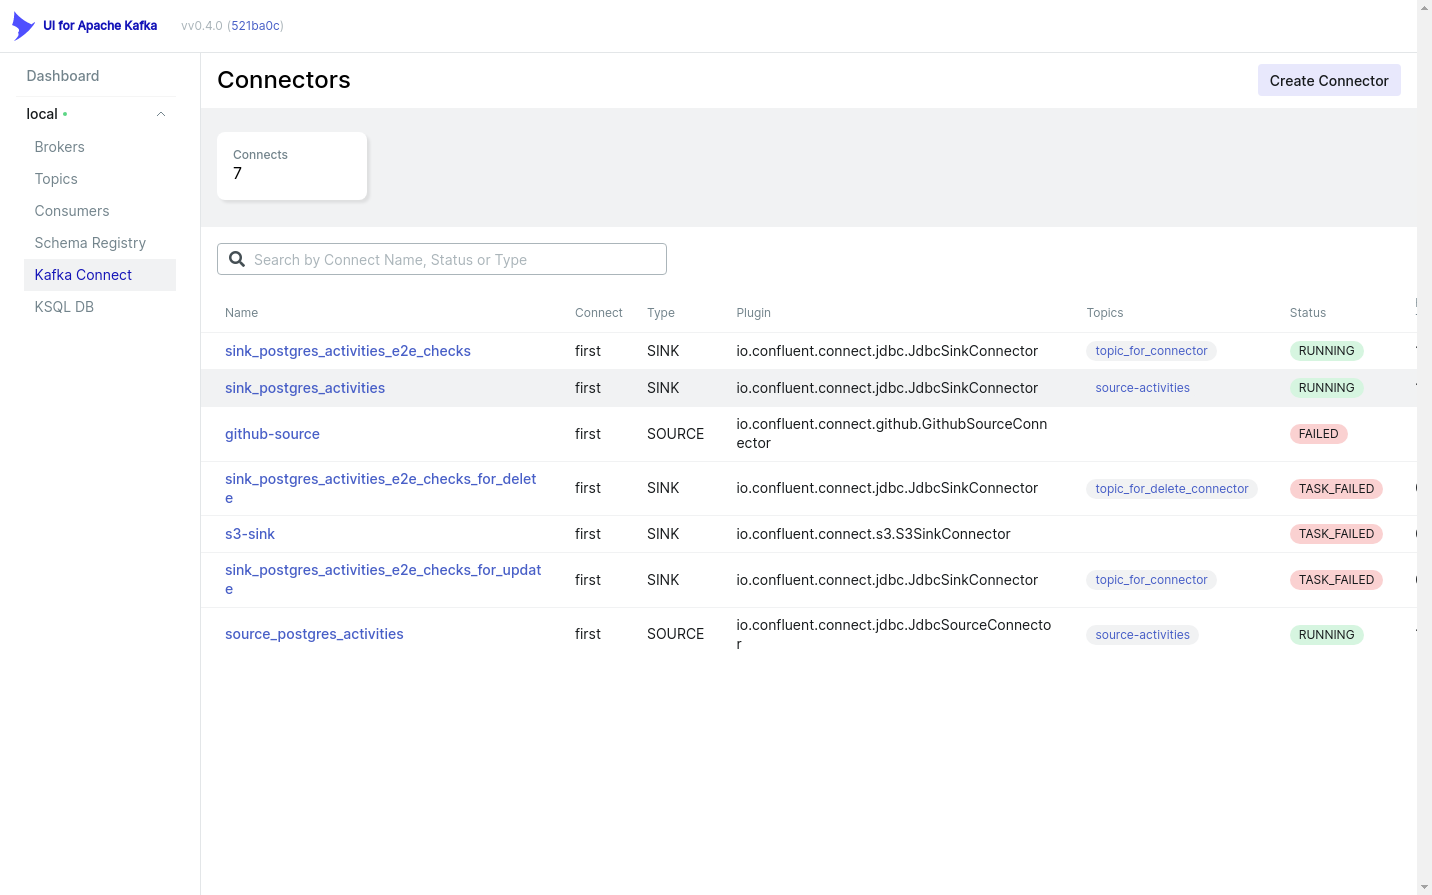 UI for Apache Kafka vv0.4.0 (521ba0c)
Dashboard
local
Brokers
Topics
Consumers
Schema Registry
Kafka Connect
KSQL DB
Connectors
Create Connector
Connects
7
Search by Connect Name, Status or Type
Name Connect Type Plugin Topics Status
sink_postgres_activities_e2e_checks first SINK io.confluent.connect.jdbc.JdbcSinkConnector topic_for_connector RUNNING
sink_postgres_activities first SINK io.confluent.connect.jdbc.JdbcSinkConnector source-activities RUNNING
github-source first SOURCE io.confluent.connect.github.GithubSourceConn
ector FAILED
sink_postgres_activities_e2e_checks_for_delet
e first SINK io.confluent.connect.jdbc.JdbcSinkConnector topic_for_delete_connector TASK_FAILED
s3-sink first SINK io.confluent.connect.s3.S3SinkConnector TASK_FAILED
sink_postgres_activities_e2e_checks_for_updat
e first SINK io.confluent.connect.jdbc.JdbcSinkConnector topic_for_connector TASK_FAILED
source_postgres_activities first SOURCE io.confluent.connect.jdbc.JdbcSourceConnecto
r source-activities RUNNING